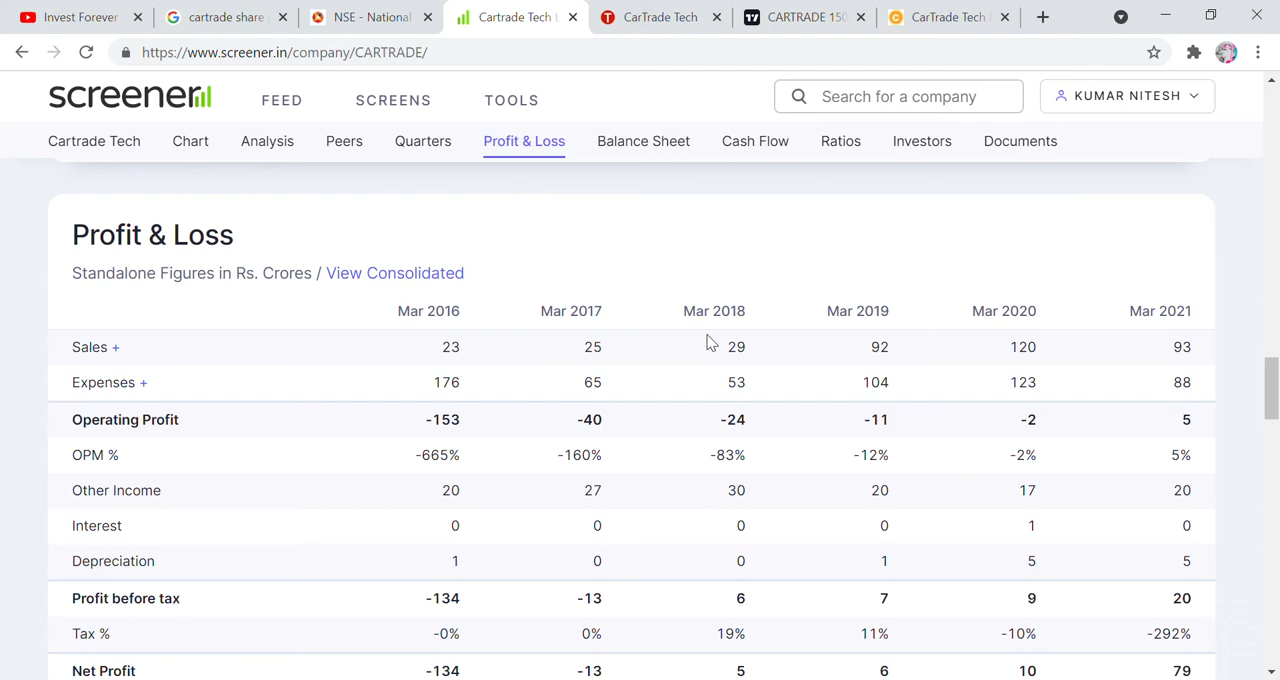 Invest Forever
cartrade share
NSE - National
Cartrade Tech
CarTrade Tech
CARTRADE 150
CarTrade Tech
https://www.screener.in/company/CARTRADE/
screener
FEED
SCREENS
TOOLS
Search for a company
KUMAR NITESH
Cartrade Tech Chart Analysis Peers Quarters Profit & Loss Balance Sheet Cash Flow Ratios Investors Documents
Profit & Loss
Standalone Figures in Rs. Crores / View Consolidated
Mar 2016 Mar 2017 Mar 2018 Mar 2019 Mar 2020 Mar 2021
Sales + 23 25 29 92 120 93
Expenses + 176 65 53 104 123 88
Operating Profit -153 -40 -24 -11 -2 5
OPM % -665% -160% -83% -12% -2% 5%
Other Income 20 27 30 20 17 20
Interest 0 0 0 0 1 0
Depreciation 1 0 0 1 5 5
Profit before tax -134 -13 6 7 9 20
Tax % -0% 0% 19% 11% -10% -292%
Net Profit -134 -13 5 6 10 79